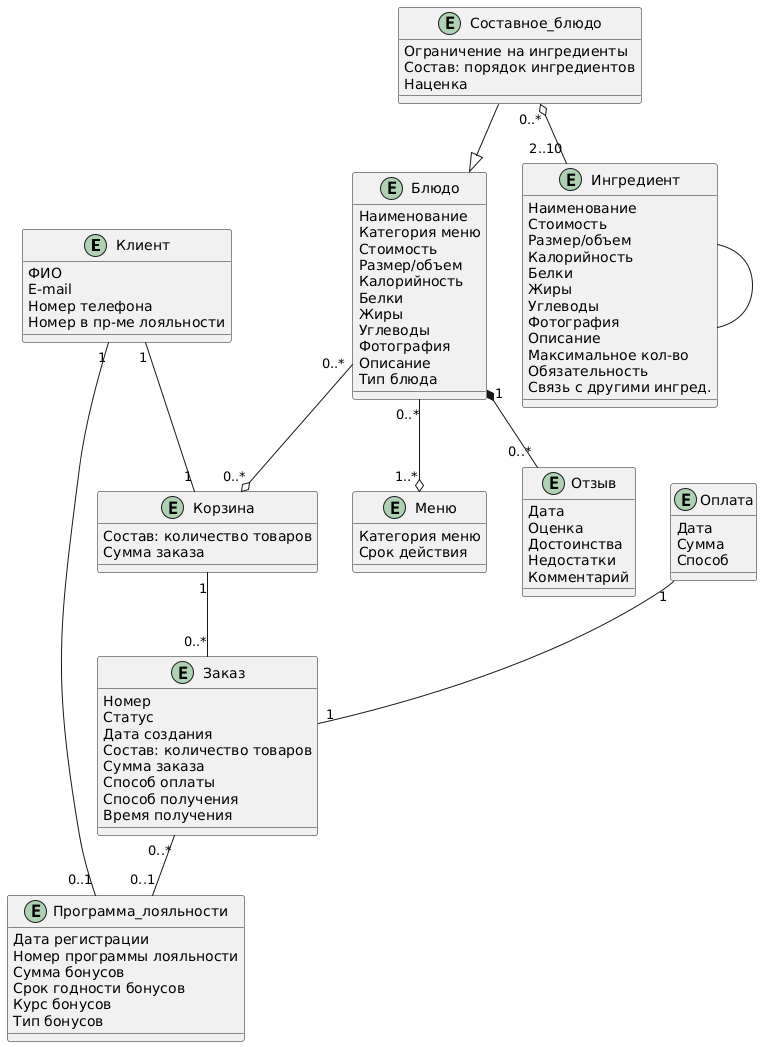 E Составное_блюдо
Ограничение на ингредиенты
Состав: порядок ингредиентов
Наценка
0..*
2..10
E Блюдо
Наименование
Категория меню
Стоимость
Размер/объем
Калорийность
Белки
Жиры
Углеводы
Фотография
Описание
Тип блюда
E Ингредиент
Наименование
Стоимость
Размер/объем
Калорийность
Белки
Жиры
Углеводы
Фотография
Описание
Максимальное кол-во
Обязательность
Связь с другими ингред.
E Клиент
ФИО
E-mail
Номер телефона
Номер в пр-ме лояльности
1
1
0..*
0..*
1
0..*
1
0..*
1..*
0..*
E Корзина
Состав: количество товаров
Сумма заказа
E Меню
Категория меню
Срок действия
E Отзыв
Дата
Оценка
Достоинства
Недостатки
Комментарий
E Оплата
Дата
Сумма
Способ
1
1
0..*
E Заказ
Номер
Статус
Дата создания
Состав: количество товаров
Сумма заказа
Способ оплаты
Способ получения
Время получения
1
0..*
0..1
0..1
E Программа_лояльности
Дата регистрации
Номер программы лояльности
Сумма бонусов
Срок годности бонусов
Курс бонусов
Тип бонусов